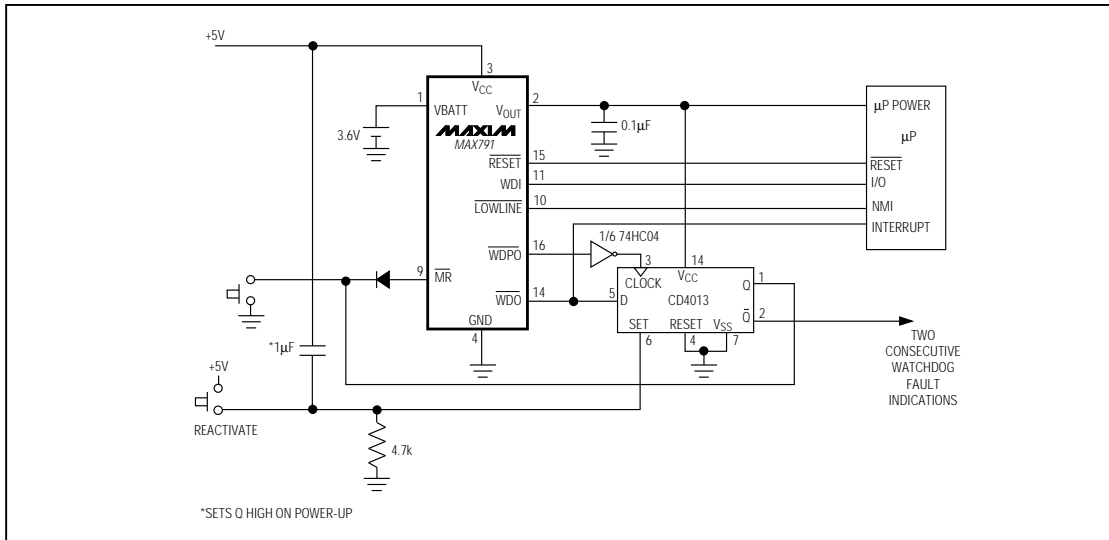 +5V
3
VCC
1
VBATT
VOUT
2
3.6V
MAXIM
MAX791
0.1µF
µP POWER
µP
RESET
15
RESET
WDI
11
I/O
LOWLINE
10
NMI
INTERRUPT
WDPO
16
1/6 74HC04
3
14
9
MR
CLOCK
VCC
1
Q
CD4013
WDO
14
5
D
Q
2
GND
4
SET
RESET
VSS
6
4
7
TWO
CONSECUTIVE
WATCHDOG
FAULT
INDICATIONS
*1µF
+5V
REACTIVATE
4.7k
*SETS Q HIGH ON POWER-UP